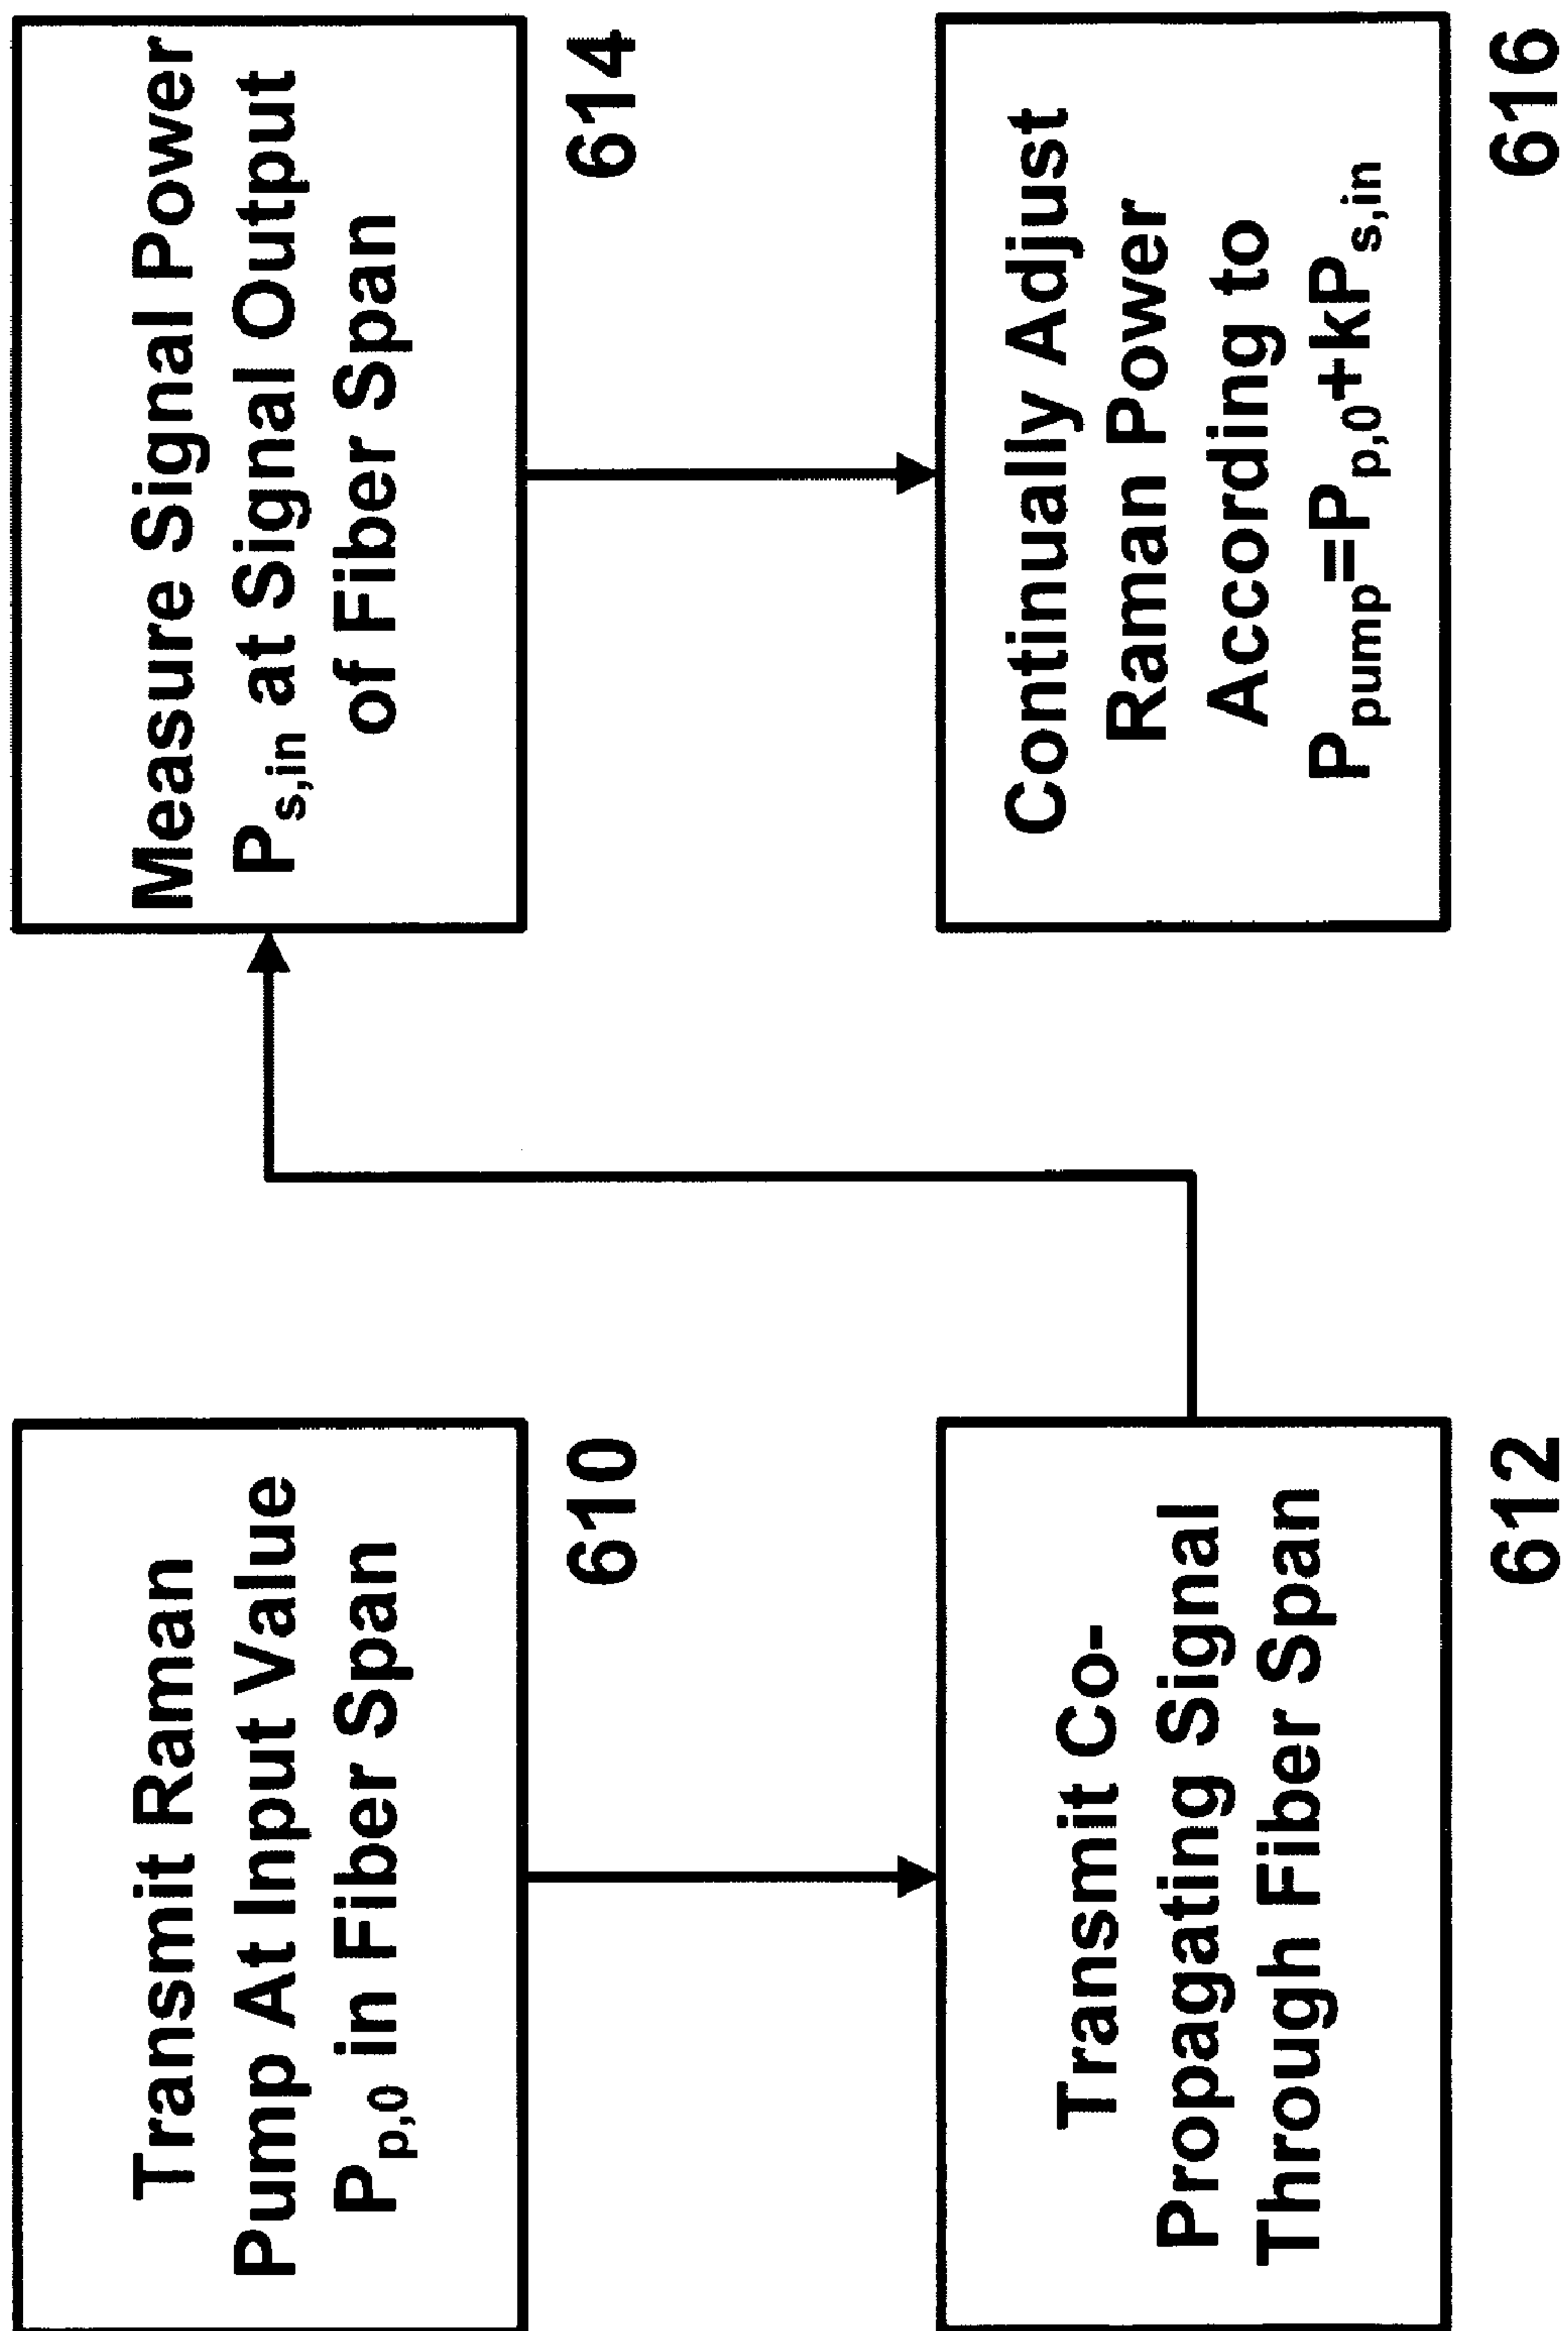 Transmit Raman
Pump At Input Value
Pp,0 in Fiber Span
610
Transmit Co-
Propagating Signal
Through Fiber Span
612
Measure Signal Power
Ps,in at Signal Output
of Fiber Span
614
Continually Adjust
Raman Power
According to
Ppump=Pp,0+kPs,in
616